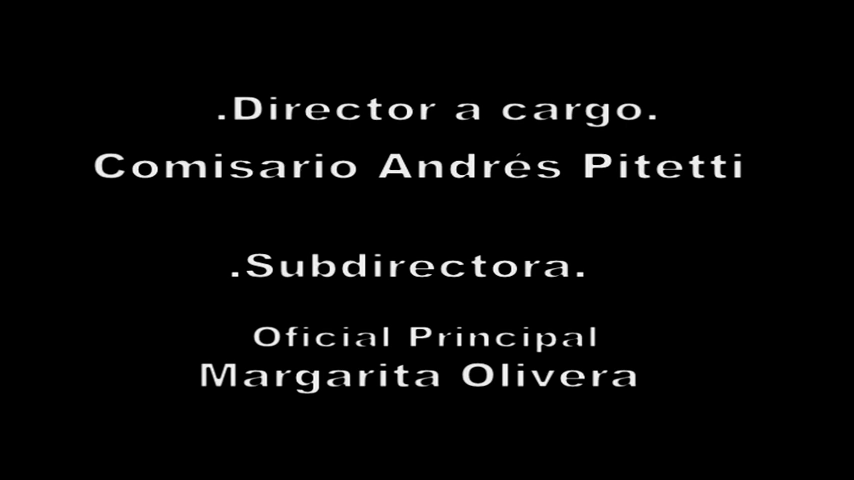 .Director a cargo.
Comisario Andrés Pitetti
.Subdirectora.
Oficial Principal
Margarita Olivera